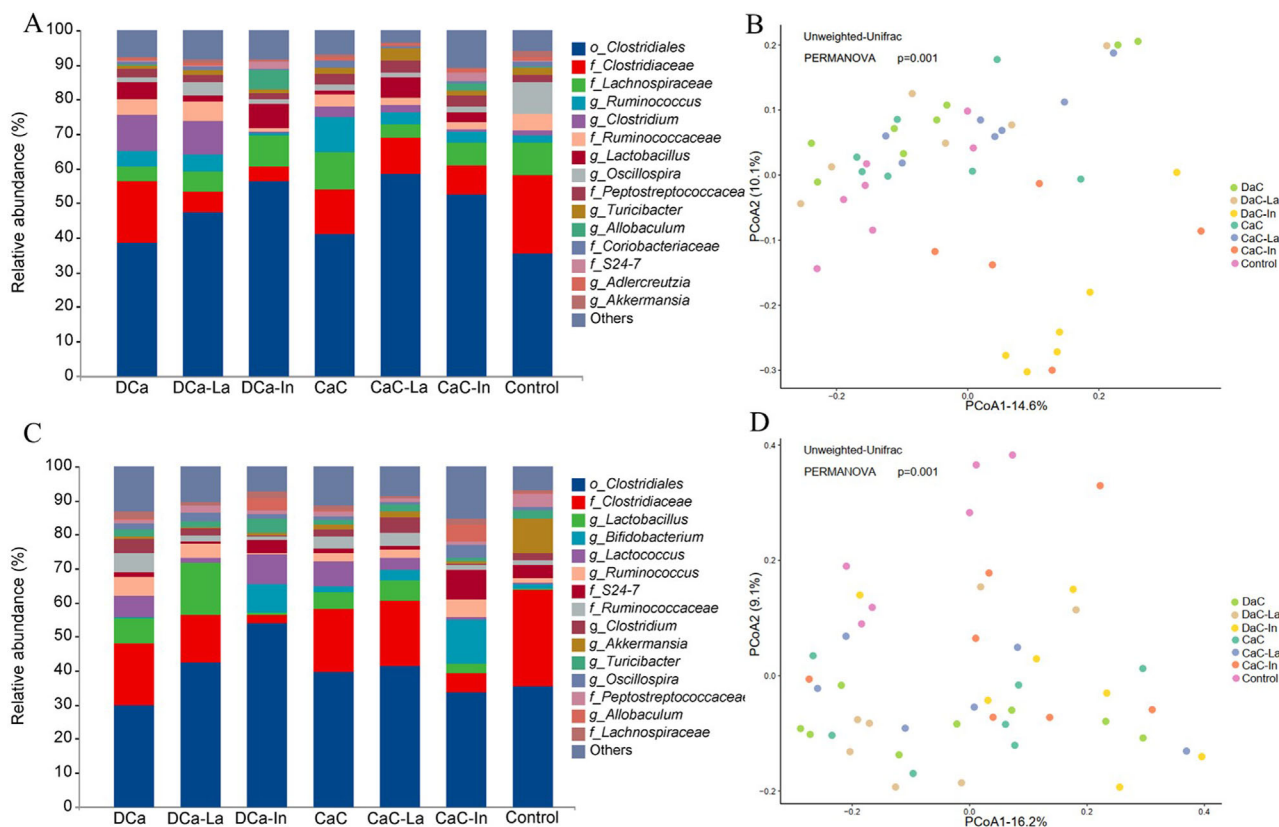 A
Relative abundance (%)
100
90
80
70
60
50
40
30
20
10
0
DCa DCa-La DCa-In CaC CaC-La CaC-In Control
o_Clostridiales
f_Clostridiaceae
f_Lachnospiraceae
g_Ruminococcus
g_Clostridium
f_Ruminococcaceae
g_Lactobacillus
g_Oscillospira
f_Peptostreptococcaceae
g_Turicibacter
g_Allobaculum
f_Coriobacteriaceae
f_S24-7
g_Adlercreutzia
g_Akkermansia
Others
B
Unweighted-Unifrac
PERMANOVA p=0.001
PCoA2 (10.1%)
0.2
0.1
0.0
−0.1
−0.2
−0.3
−0.2 0.0 0.2
PCoA1-14.6%
DaC
DaC-La
DaC-In
CaC
CaC-La
CaC-In
Control
C
Relative abundance (%)
100
90
80
70
60
50
40
30
20
10
0
DCa DCa-La DCa-In CaC CaC-La CaC-In Control
o_Clostridiales
f_Clostridiaceae
g_Lactobacillus
g_Bifidobacterium
g_Lactococcus
g_Ruminococcus
f_S24-7
f_Ruminococcaceae
g_Clostridium
g_Akkermansia
g_Turicibacter
g_Oscillospira
f_Peptostreptococcaceae
g_Allobaculum
f_Lachnospiraceae
Others
D
Unweighted-Unifrac
PERMANOVA p=0.001
PCoA2 (9.1%)
0.4
0.2
0.0
−0.2
−0.2 0.0 0.2 0.4
PCoA1-16.2%
DaC
DaC-La
DaC-In
CaC
CaC-La
CaC-In
Control